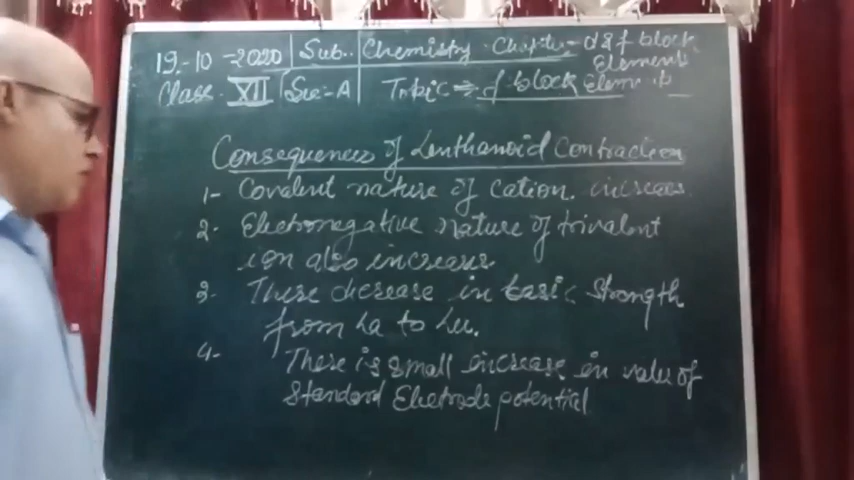 19-10-2020 Sub.. Chemistry Chapter - d & f block Elements
Class - XII Sec-A Topic ⇒ f block Elements
Consequences of Lenthanoid Contraction
1- Covalent nature of cation. increases.
2- Electronegative nature of trivalent
ion also increases
3- There decrease in basic strength
from La to Lu.
4- There is small increase in value of
Standard Electrode potential